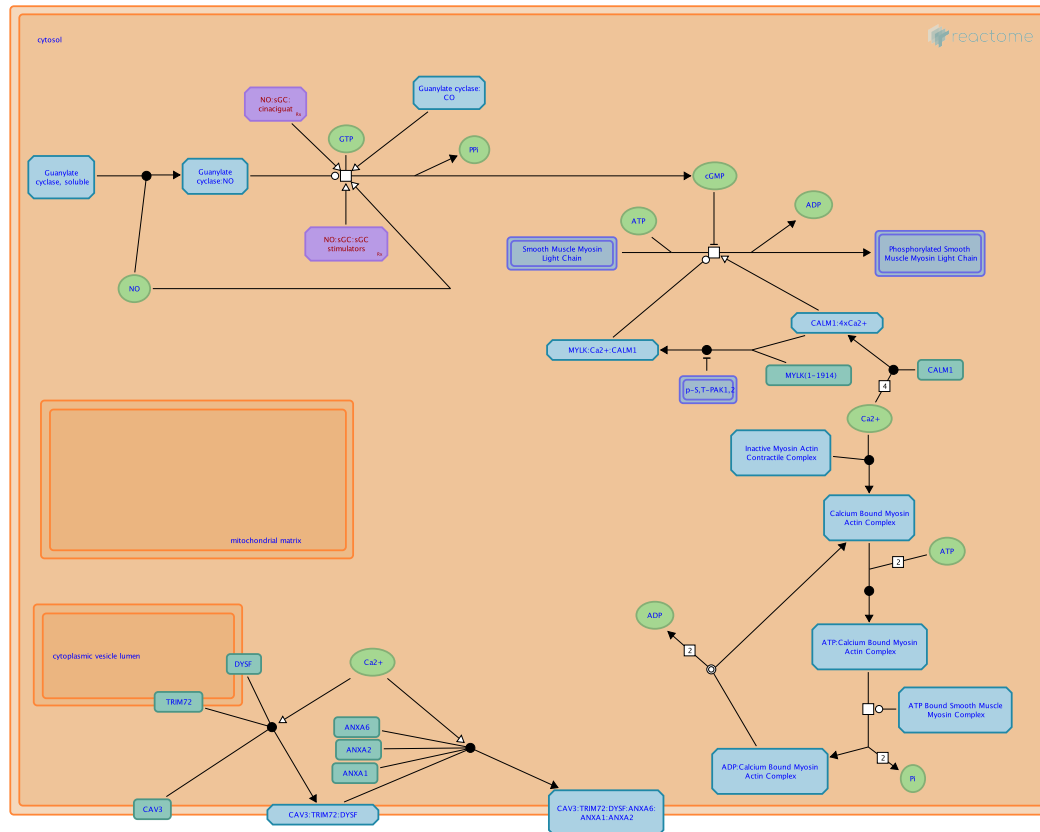 cytosol
reactome
NO:sGC:
cinaciguat
Rx
Guanylate cyclase:
CO
GTP
PPi
Guanylate
cyclase, soluble
Guanylate
cyclase:NO
cGMP
NO:sGC:sGC
stimulators
Rx
NO
ATP
ADP
Smooth Muscle Myosin
Light Chain
Phosphorylated Smooth
Muscle Myosin Light Chain
CALM1:4xCa2+
MYLK:Ca2+:CALM1
MYLK(1-1914)
CALM1
p-S,T-PAK1,2
4
Ca2+
Inactive Myosin Actin
Contractile Complex
Calcium Bound Myosin
Actin Complex
mitochondrial matrix
ATP
2
ADP
2
ATP:Calcium Bound Myosin
Actin Complex
cytoplasmic vesicle lumen
DYSF
Ca2+
TRIM72
ATP Bound Smooth Muscle
Myosin Complex
ANXA6
ANXA2
ANXA1
ADP:Calcium Bound Myosin
Actin Complex
2
Pi
CAV3
CAV3:TRIM72:DYSF
CAV3:TRIM72:DYSF:ANXA6:
ANXA1:ANXA2